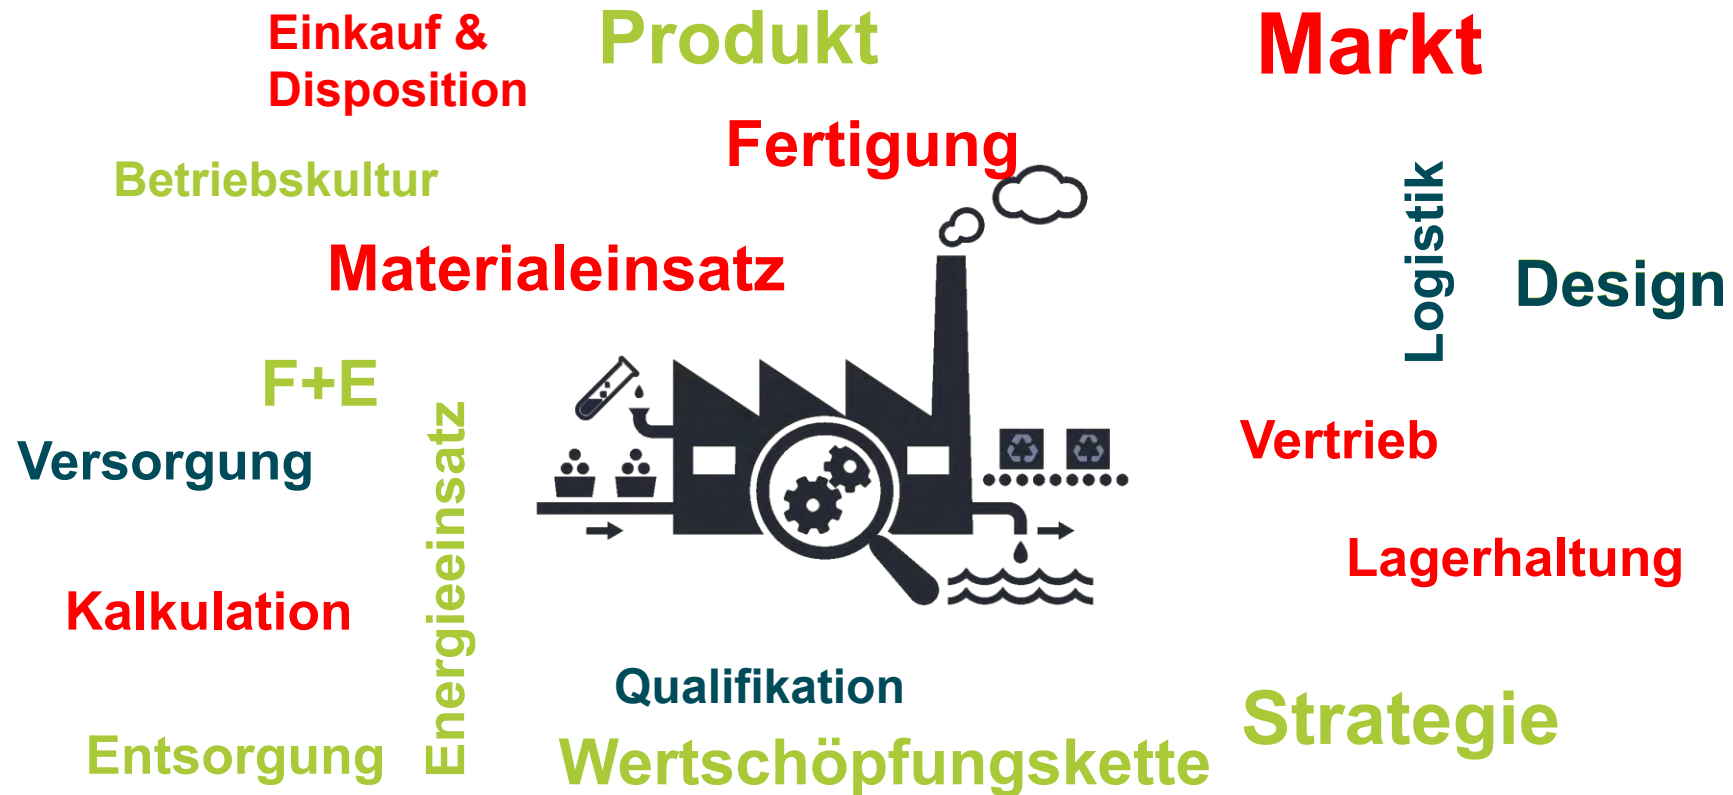 Einkauf &
Disposition
Produkt
Markt
Fertigung
Betriebskultur
Logistik
Materialeinsatz
Design
F+E
Versorgung
Energieeinsatz
Vertrieb
Lagerhaltung
Kalkulation
Qualifikation
Strategie
Entsorgung
Wertschöpfungskette